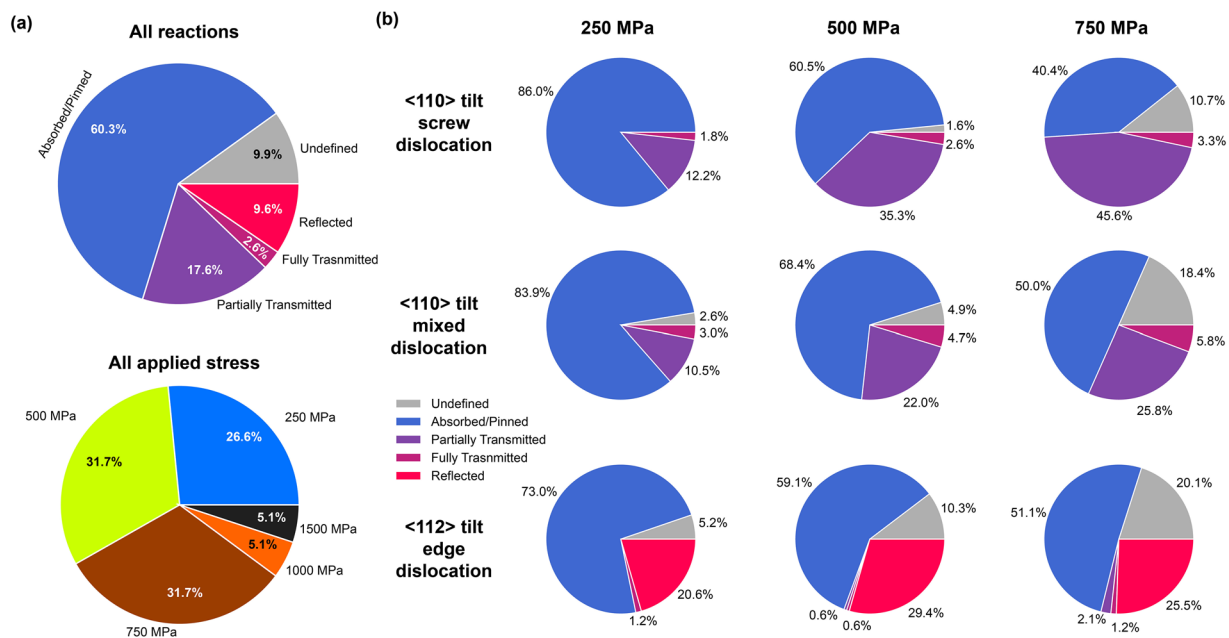 (a)
All reactions
Absorbed/Pinned
60.3%
9.9%
Undefined
9.6%
Reflected
2.6%
Fully Trasnmitted
17.6%
Partially Transmitted
All applied stress
500 MPa
250 MPa
26.6%
31.7%
5.1%
1500 MPa
5.1%
1000 MPa
31.7%
750 MPa
(b)
250 MPa
500 MPa
750 MPa
<110> tilt
screw
dislocation
86.0%
1.8%
12.2%
60.5%
1.6%
2.6%
35.3%
40.4%
10.7%
3.3%
45.6%
<110> tilt
mixed
dislocation
83.9%
2.6%
3.0%
10.5%
68.4%
4.9%
4.7%
22.0%
50.0%
18.4%
5.8%
25.8%
Undefined
Absorbed/Pinned
Partially Transmitted
Fully Trasnmitted
Reflected
<112> tilt
edge
dislocation
73.0%
5.2%
20.6%
1.2%
59.1%
10.3%
29.4%
0.6%
0.6%
51.1%
20.1%
25.5%
2.1%
1.2%